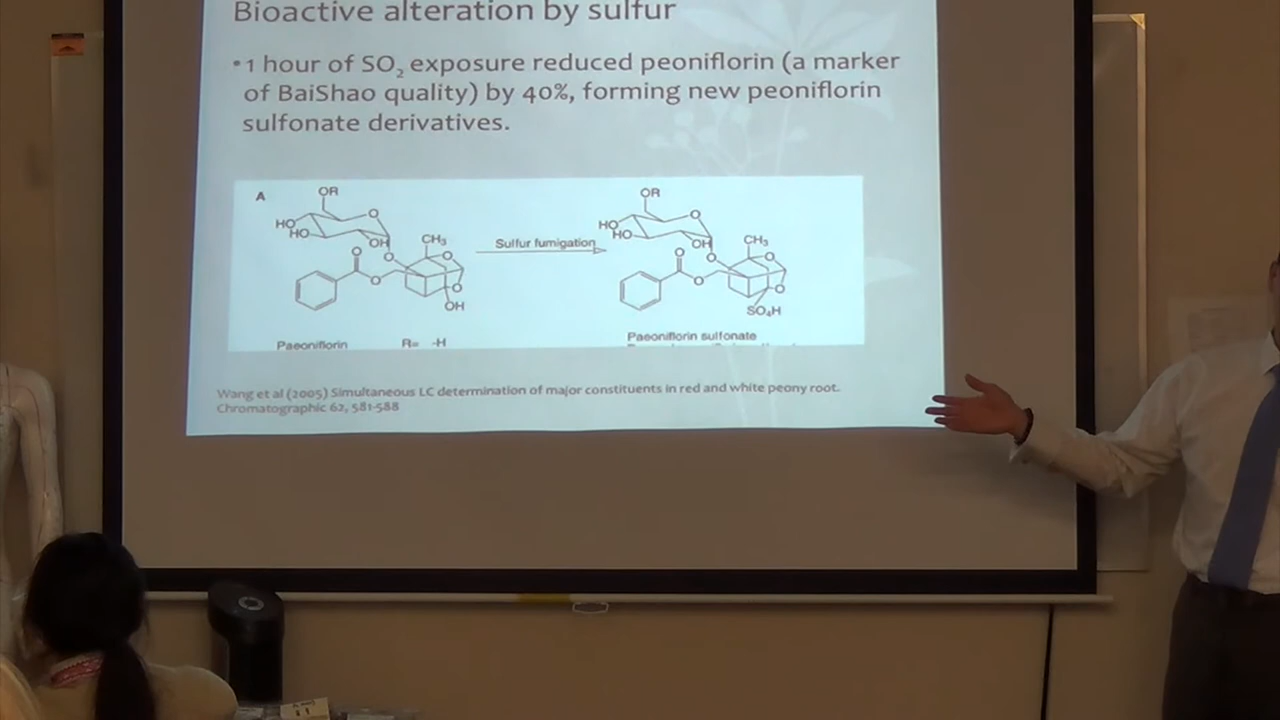 Bioactive alteration by sulfur
• 1 hour of SO₂ exposure reduced peoniflorin (a marker
of BaiShao quality) by 40%, forming new peoniflorin
sulfonate derivatives.
A
OR
HO
HO
OH
O
O
CH₃
O
O
O
O
OH
Paeoniflorin R= -H
Sulfur fumigation
OR
HO
HO
OH
O
O
CH₃
O
O
O
O
Paeoniflorin sulfonate
Wang et al (2005) Simultaneous LC determination of major constituents in red and white peony root.
Chromatographic 62, 581-588